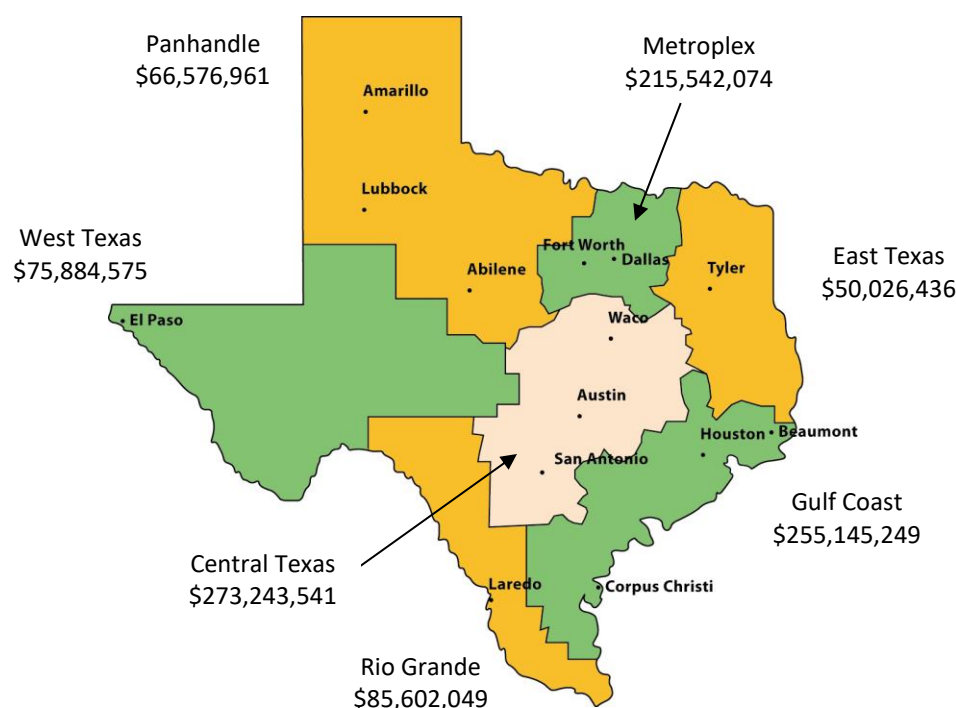 Panhandle
$66,576,961
Metroplex
$215,542,074
Amarillo
Lubbock
West Texas
$75,884,575
Fort Worth
Dallas
Abilene
Tyler
East Texas
$50,026,436
El Paso
Waco
Austin
Houston
Beaumont
San Antonio
Gulf Coast
$255,145,249
Central Texas
$273,243,541
Laredo
Corpus Christi
Rio Grande
$85,602,049